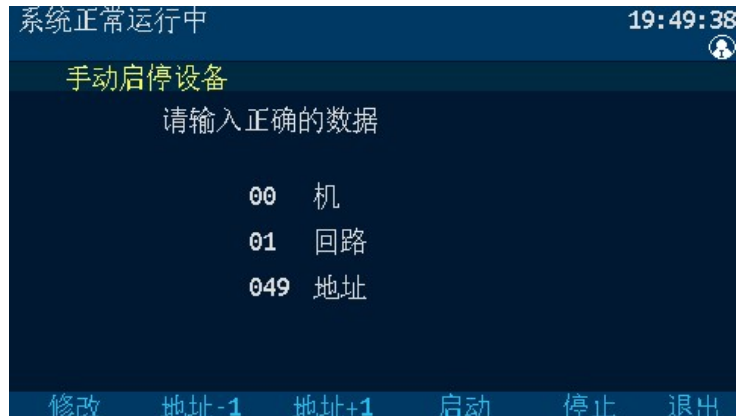 系统正常运行中 19:49:38
手动启停设备
请输入正确的数据
00 机
01 回路
049 地址
修改 地址-1 地址+1 启动 停止 退出